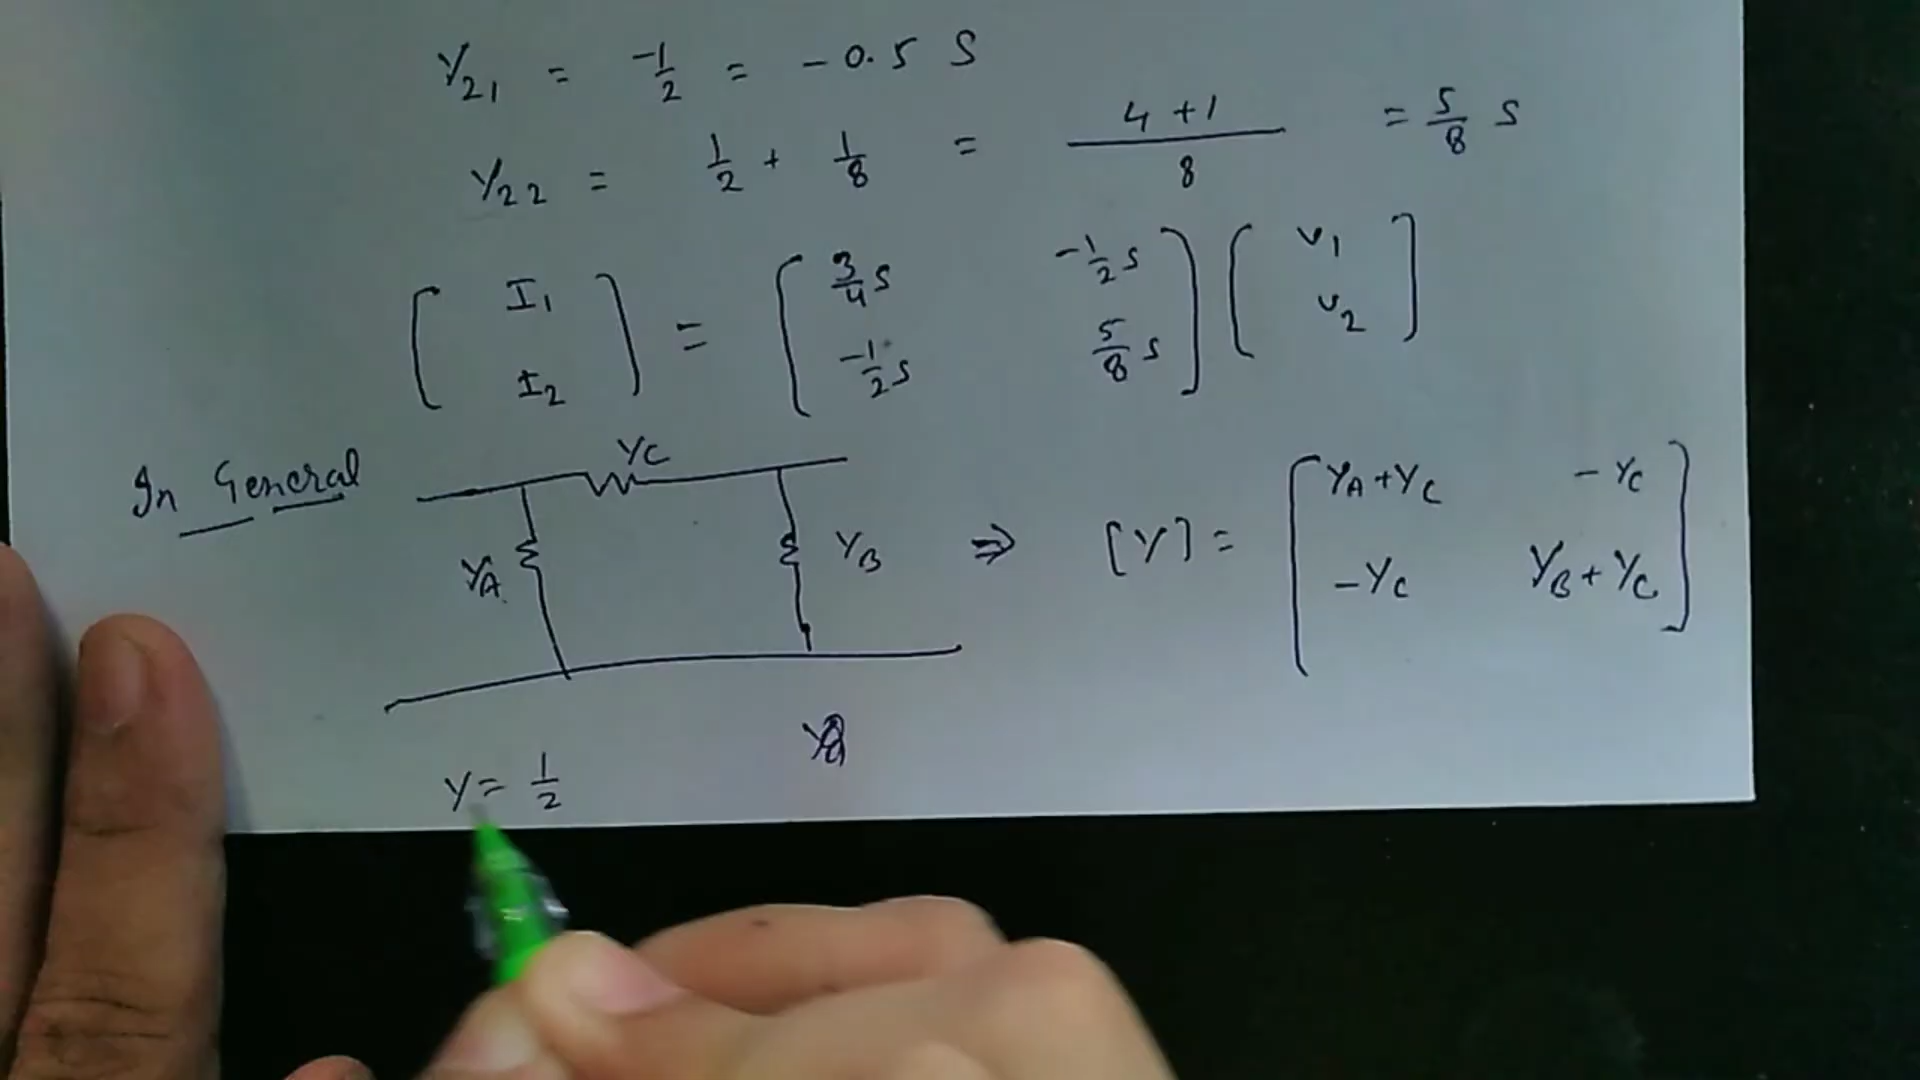 Y21 = -1/2 = -0.5 S
Y22 = 1/2 + 1/8 = (4+1)/8 = 5/8 S
[I1 I2] = [3/4 S -1/2 S; -1/2 S 5/8 S] [V1 V2]
In General
YC
YA
YB
⇒ [Y] = [YA+YC -YC; -YC YB+YC]
Y = 1/2